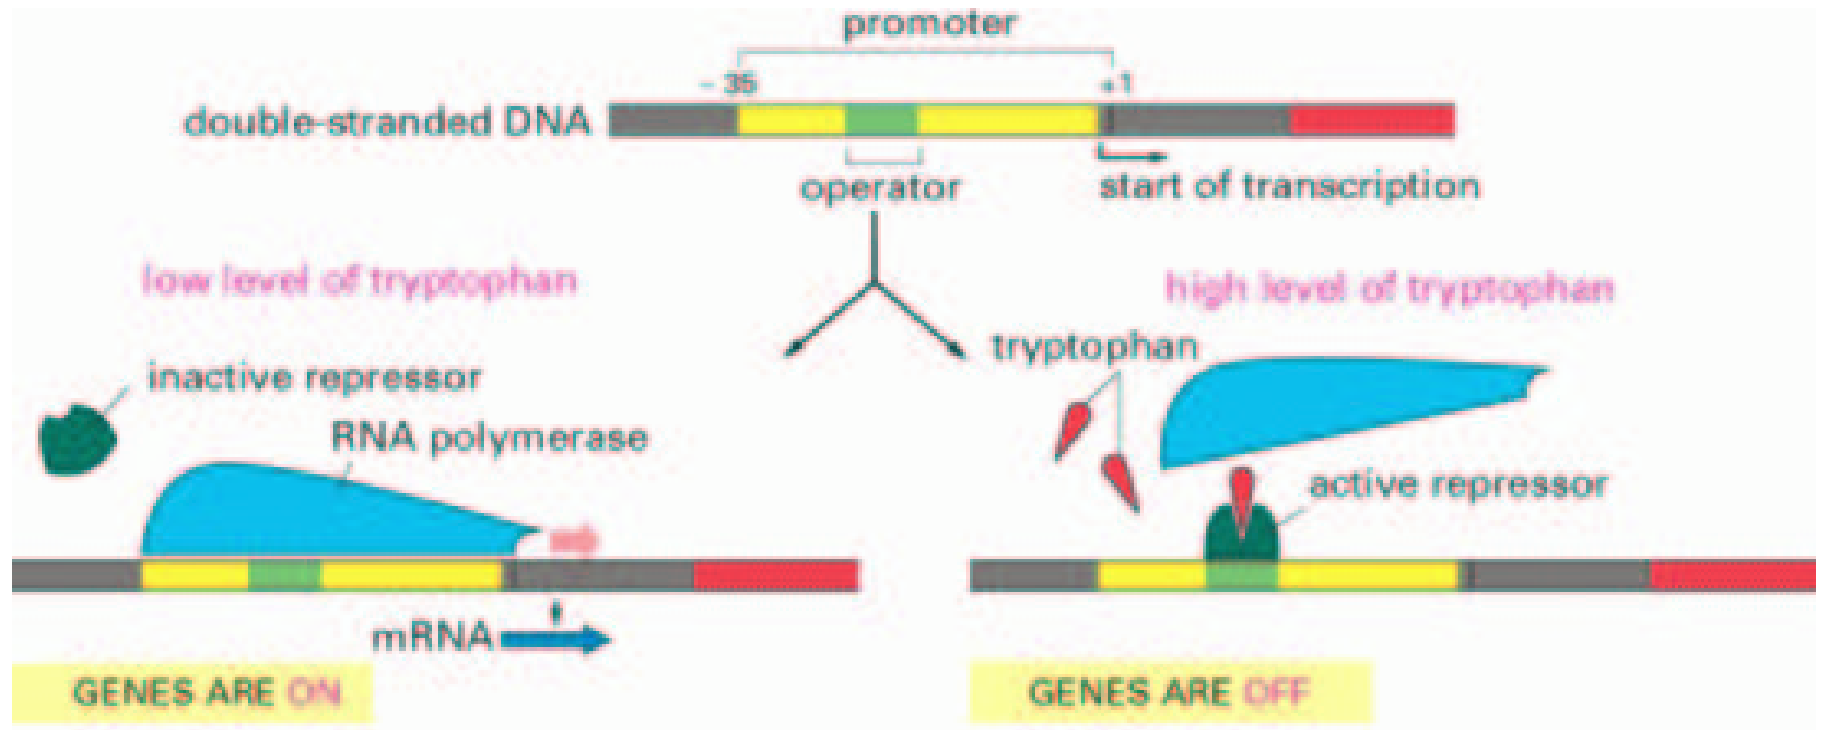 promoter
- 35
+1
double-stranded DNA
operator
start of transcription
low level of tryptophan
high level of tryptophan
tryptophan
inactive repressor
RNA polymerase
active repressor
mRNA
GENES ARE ON
GENES ARE OFF